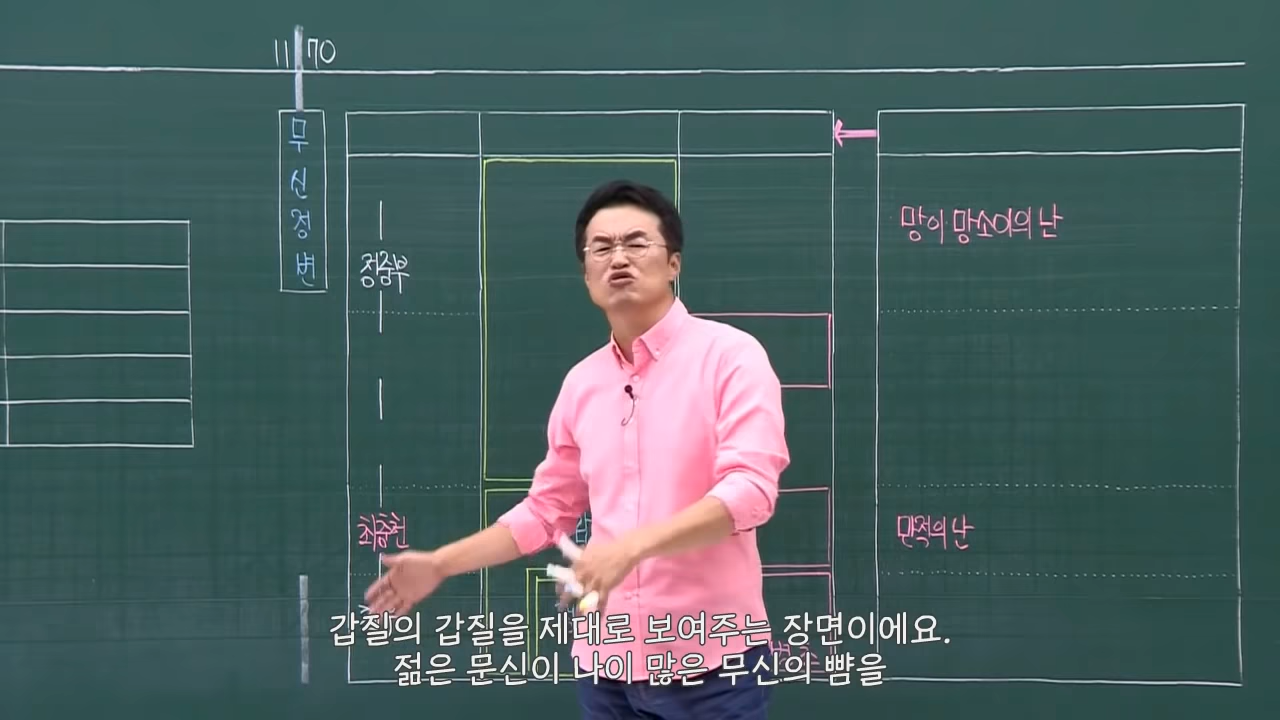 1170
무신정변
정중부
망이·망소이의 난
최충헌
만적의 난
갑질의 갑질을 제대로 보여주는 장면이에요.
젊은 문신이 나이 많은 무신의 뺨을